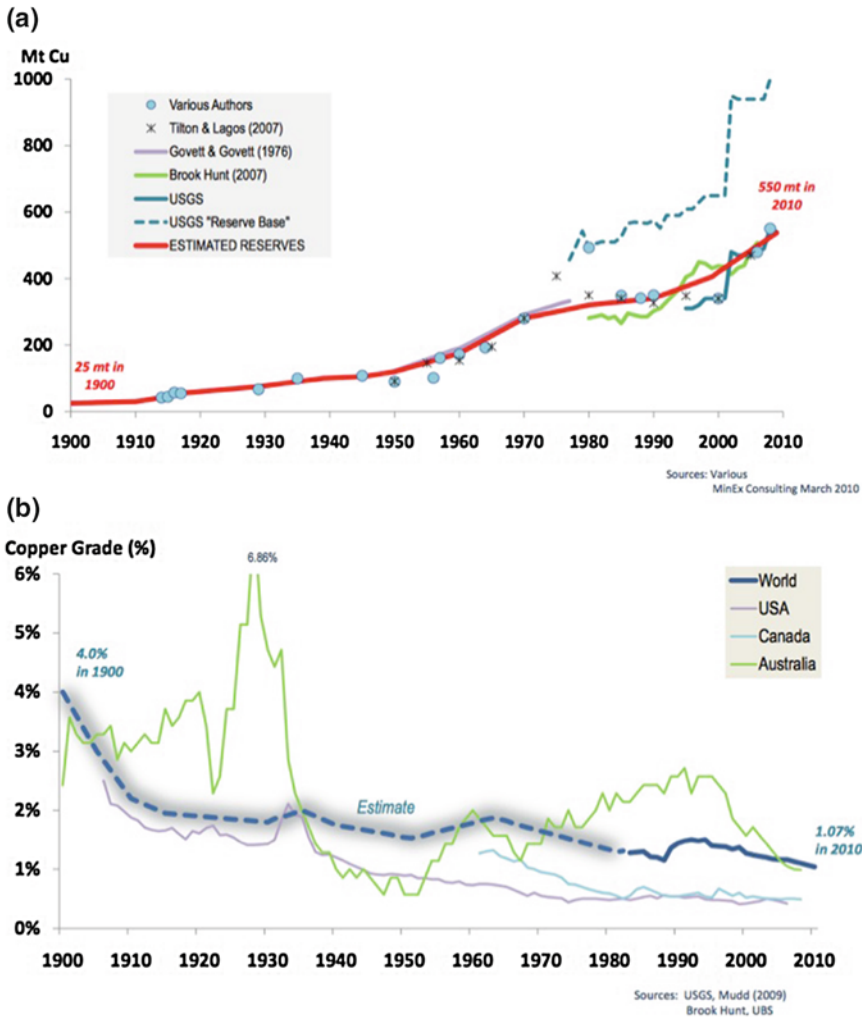 (a)
Mt Cu
1000
800
600
400
200
0
Various Authors
Tilton & Lagos (2007)
Govett & Govett (1976)
Brook Hunt (2007)
USGS
USGS "Reserve Base"
ESTIMATED RESERVES
550 mt in
2010
25 mt in
1900
1900 1910 1920 1930 1940 1950 1960 1970 1980 1990 2000 2010
Sources: Various
MinEx Consulting March 2010
(b)
Copper Grade (%)
6.86%
6%
5%
4%
3%
2%
1%
0%
World
USA
Canada
Australia
4.0%
in 1900
Estimate
1.07%
in 2010
1900 1910 1920 1930 1940 1950 1960 1970 1980 1990 2000 2010
Sources: USGS, Mudd (2009)
Brook Hunt, UBS